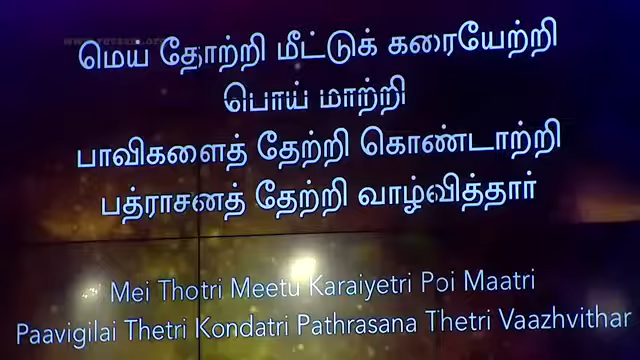 மெய் தோற்றி மீட்டுக் கரையேற்றி
பொய் மாற்றி
பாவிகளைத் தேற்றி கொண்டாற்றி
பத்ராசனத் தேற்றி வாழ்வித்தார்
Mei Thotri Meetu Karaiyetri Poi Maatri
Paavigilai Thetri Kondatri Pathrasana Thetri Vaazhvithar